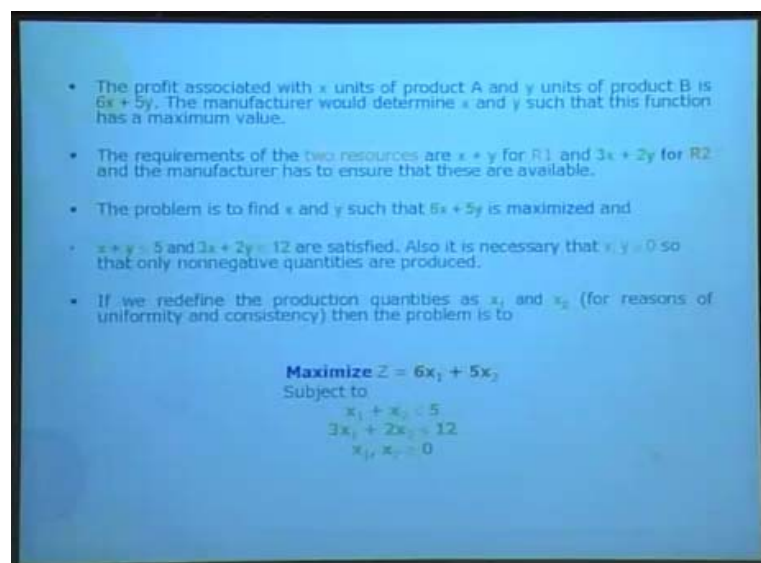 • The profit associated with x units of product A and y units of product B is
6x + 5y. The manufacturer would determine x and y such that this function
has a maximum value.
• The requirements of the two resources are x + y for R1 and 3x + 2y for R2
and the manufacturer has to ensure that these are available.
• The problem is to find x and y such that 6x + 5y is maximized and
• x + y ≤ 5 and 3x + 2y ≤ 12 are satisfied. Also it is necessary that x, y ≥ 0 so
that only nonnegative quantities are produced.
• If we redefine the production quantities as x₁ and x₂ (for reasons of
uniformity and consistency) then the problem is to
Maximize Z = 6x₁ + 5x₂
Subject to
x₁ + x₂ ≤ 5
3x₁ + 2x₂ ≤ 12
x₁, x₂ ≥ 0